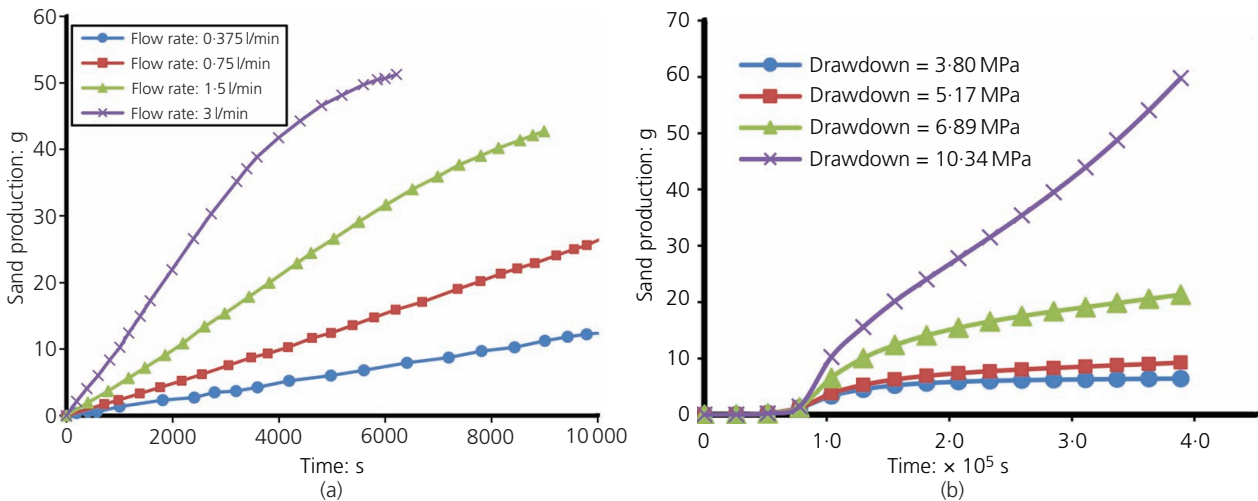 60
50
40
30
20
10
0
Sand production: g
Flow rate: 0·375 l/min
Flow rate: 0·75 l/min
Flow rate: 1·5 l/min
Flow rate: 3 l/min
0
2000
4000
6000
8000
10 000
Time: s
(a)
70
60
50
40
30
20
10
0
Sand production: g
Drawdown = 3·80 MPa
Drawdown = 5·17 MPa
Drawdown = 6·89 MPa
Drawdown = 10·34 MPa
0
1·0
2·0
3·0
4·0
Time: × 10⁵ s
(b)